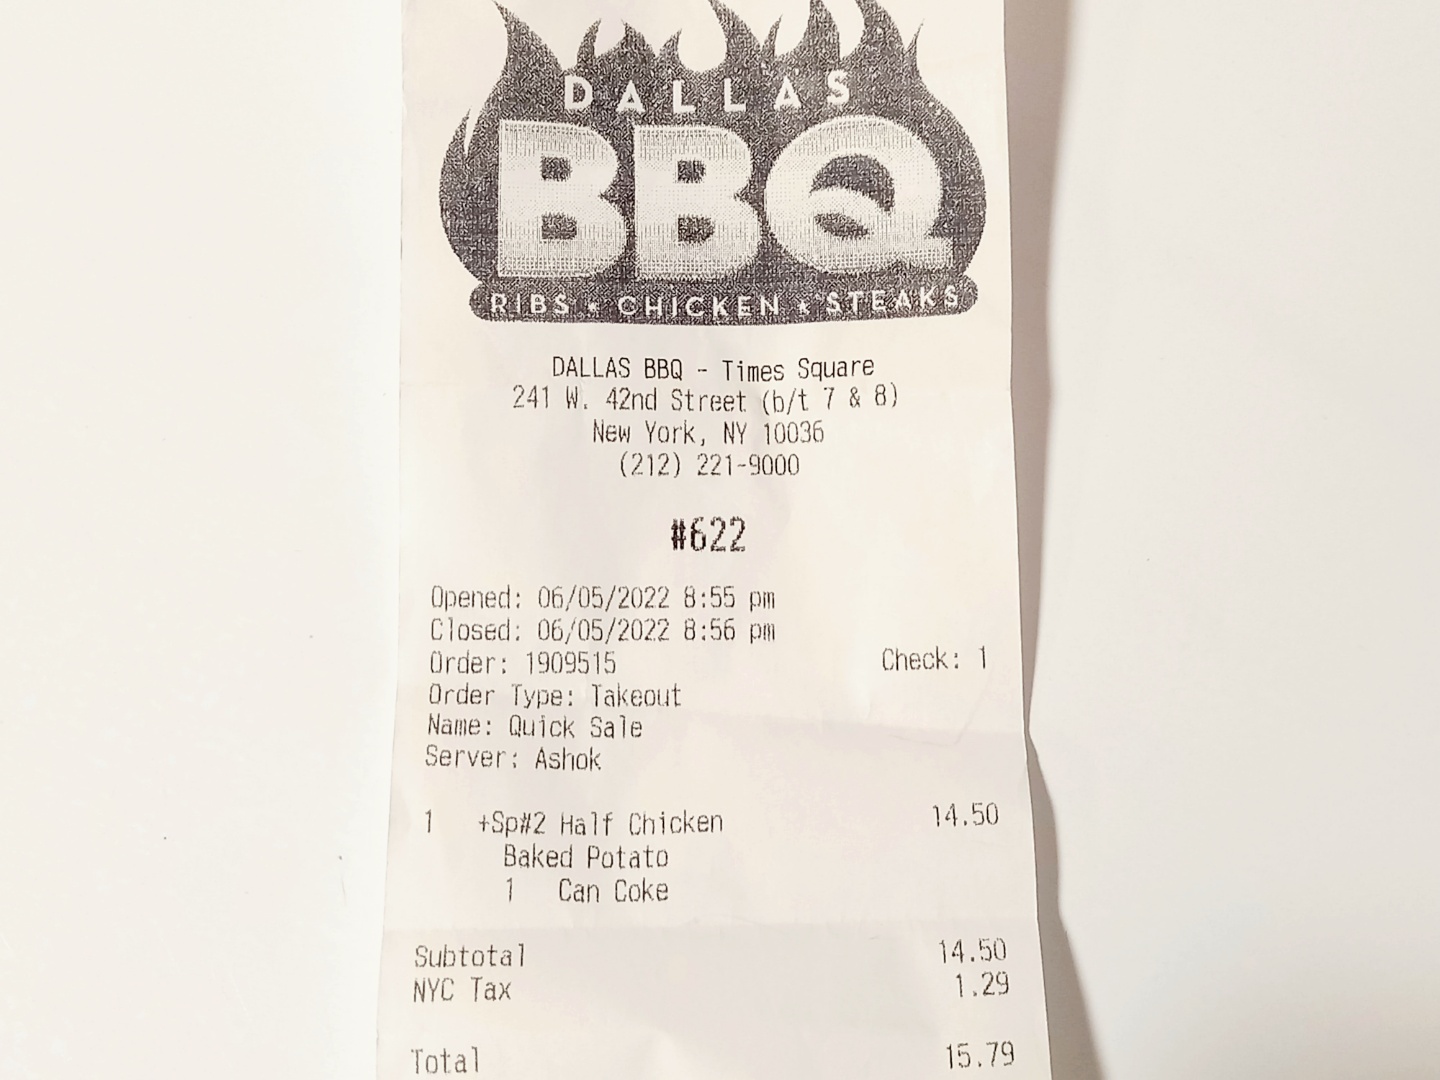 DALLAS
BBQ
RIBS ★ CHICKEN ★ STEAKS
DALLAS BBQ - Times Square
241 W. 42nd Street (b/t 7 & 8)
New York, NY 10036
(212) 221-9000
#622
Opened: 06/05/2022 8:55 pm
Closed: 06/05/2022 8:56 pm
Order: 1909515 Check: 1
Order Type: Takeout
Name: Quick Sale
Server: Ashok
1 +Sp#2 Half Chicken 14.50
Baked Potato
1 Can Coke
Subtotal 14.50
NYC Tax 1.29
Total 15.79